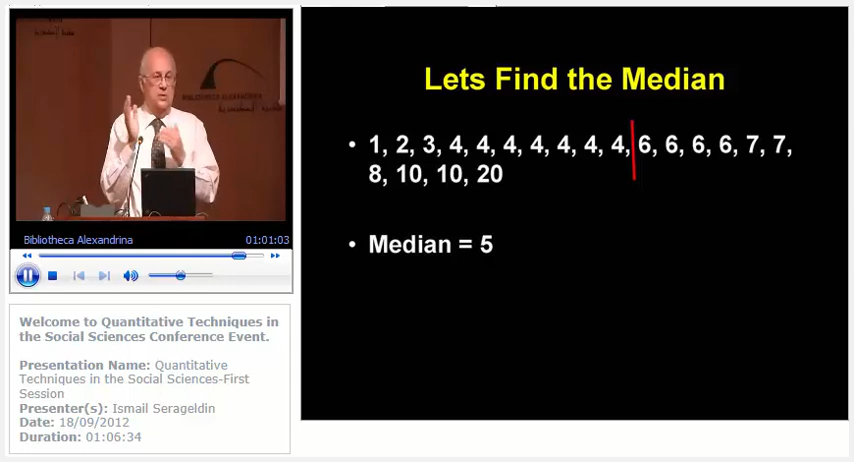 BIBLIOTHECA ALEXANDRINA
Bibliotheca Alexandrina 01:01:03
Welcome to Quantitative Techniques in
the Social Sciences Conference Event.
Presentation Name: Quantitative
Techniques in the Social Sciences-First
Session
Presenter(s): Ismail Serageldin
Date: 18/09/2012
Duration: 01:06:34
Lets Find the Median
• 1, 2, 3, 4, 4, 4, 4, 4, 4, 4, 6, 6, 6, 6, 7, 7,
8, 10, 10, 20
• Median = 5